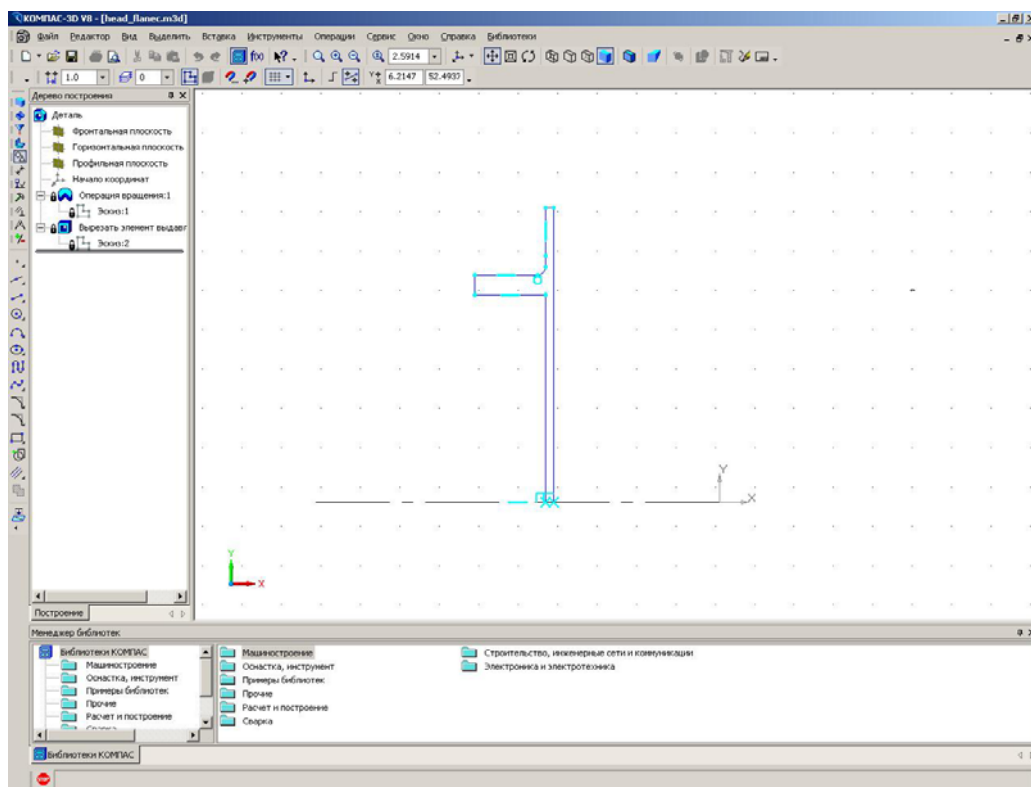 КОМПАС-3D V8 - [head_flanec.m3d]
Файл Редактор Вид Выделить Вставка Инструменты Операции Сервис Окно Справка Библиотеки
f(x) 2.5914
1.0 0 6.2147 52.4937
Дерево построения
Деталь
Фронтальная плоскость
Горизонтальная плоскость
Профильная плоскость
Начало координат
Операция вращения:1
Эскиз:1
Вырезать элемент выдавл
Эскиз:2
Y
X
Y
X
Построение
Менеджер библиотек
Библиотеки КОМПАС
Машиностроение
Оснастка, инструмент
Примеры библиотек
Прочие
Расчет и построение
Сварка
Машиностроение
Оснастка, инструмент
Примеры библиотек
Прочие
Расчет и построение
Сварка
Строительство, инженерные сети и коммуникации
Электроника и электротехника
Библиотеки КОМПАС
STOP